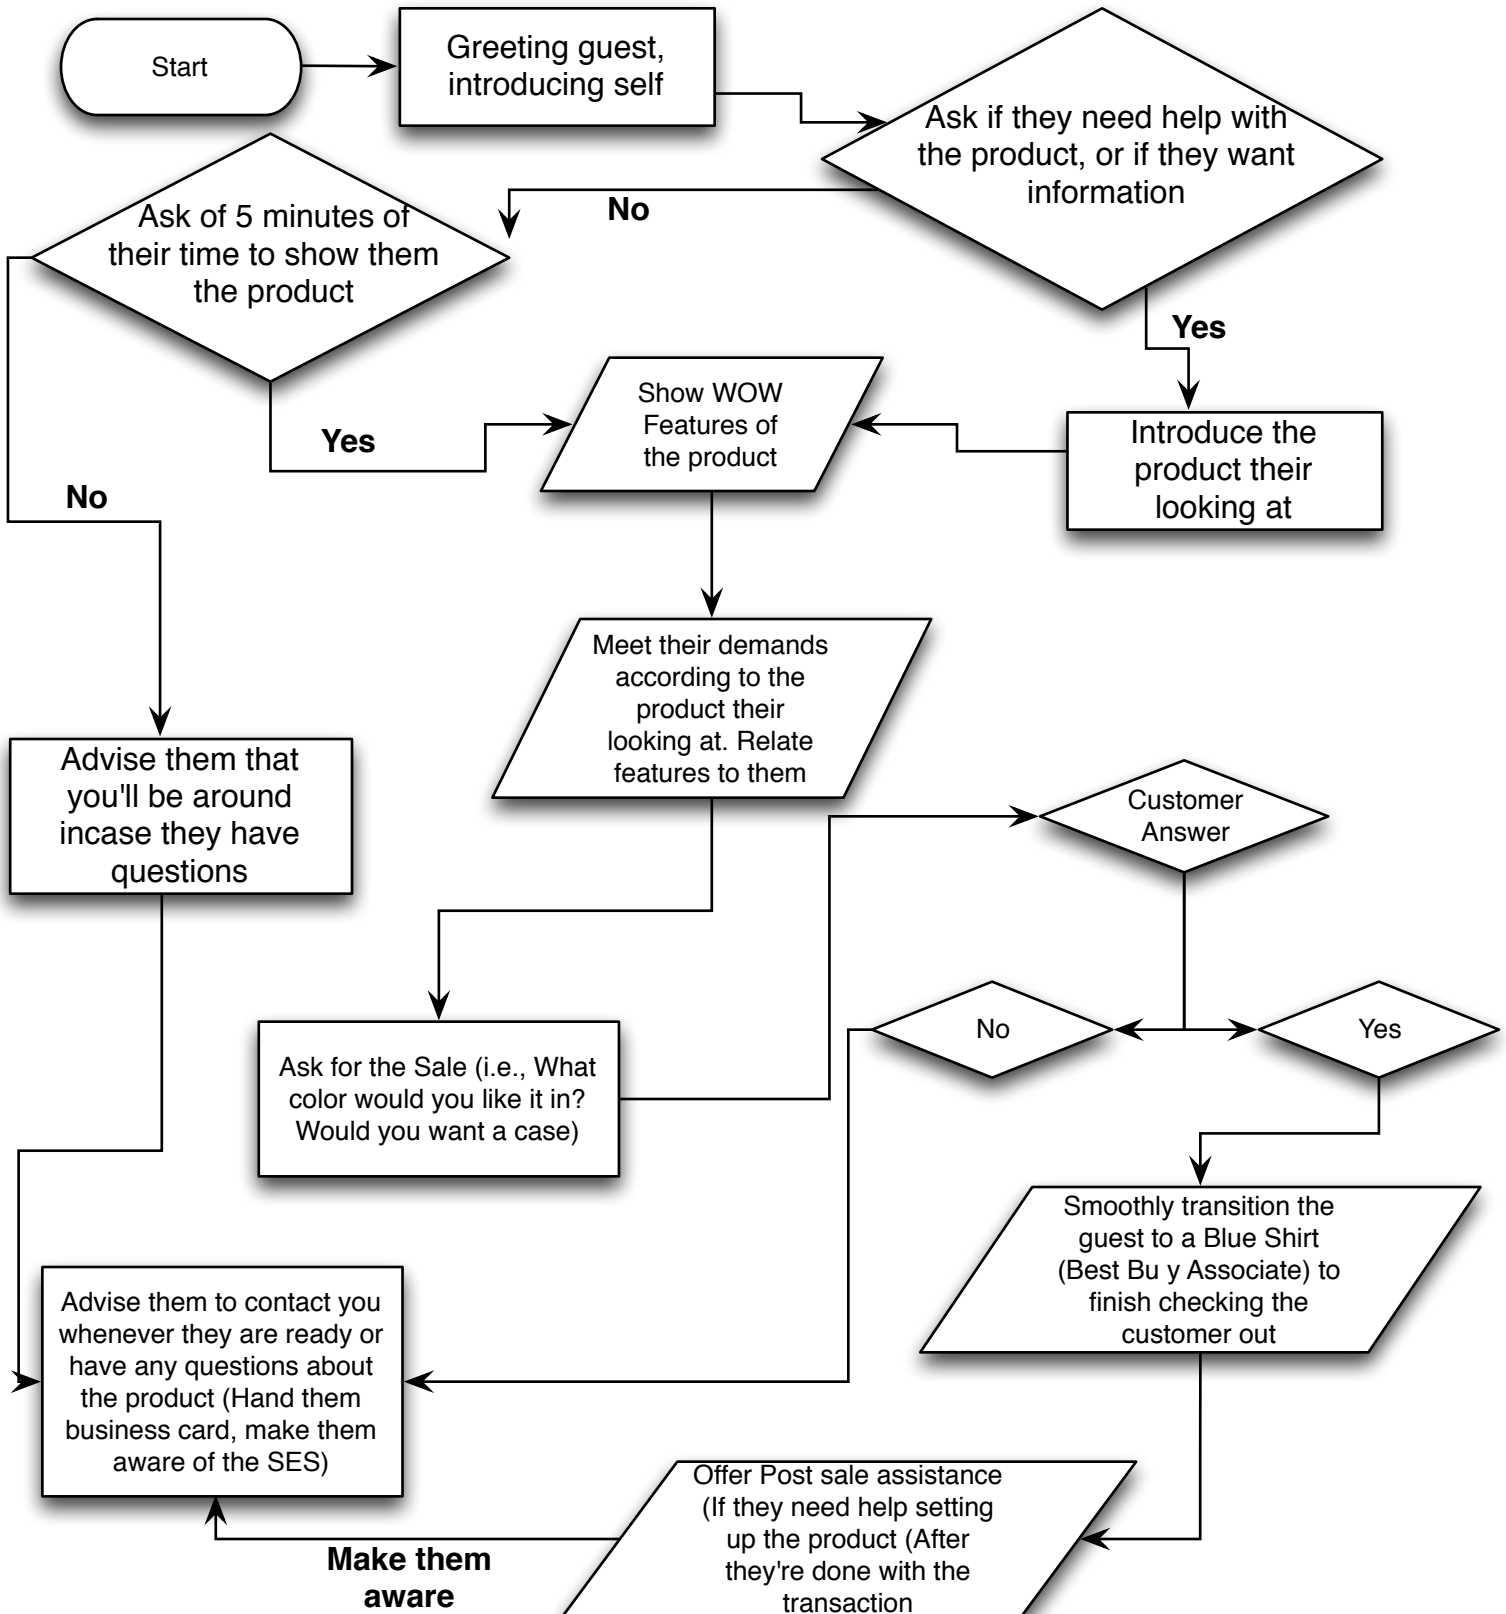 Start
Greeting guest,
introducing self
Ask if they need help with
the product, or if they want
information
No
Ask of 5 minutes of
their time to show them
the product
Yes
Show WOW
Features of
the product
Yes
Introduce the
product their
looking at
No
Meet their demands
according to the
product their
looking at. Relate
features to them
Advise them that
you'll be around
incase they have
questions
Customer
Answer
No
Yes
Ask for the Sale (i.e., What
color would you like it in?
Would you want a case)
Smoothly transition the
guest to a Blue Shirt
(Best Bu y Associate) to
finish checking the
customer out
Advise them to contact you
whenever they are ready or
have any questions about
the product (Hand them
business card, make them
aware of the SES)
Offer Post sale assistance
(If they need help setting
up the product (After
they're done with the
transaction
Make them
aware